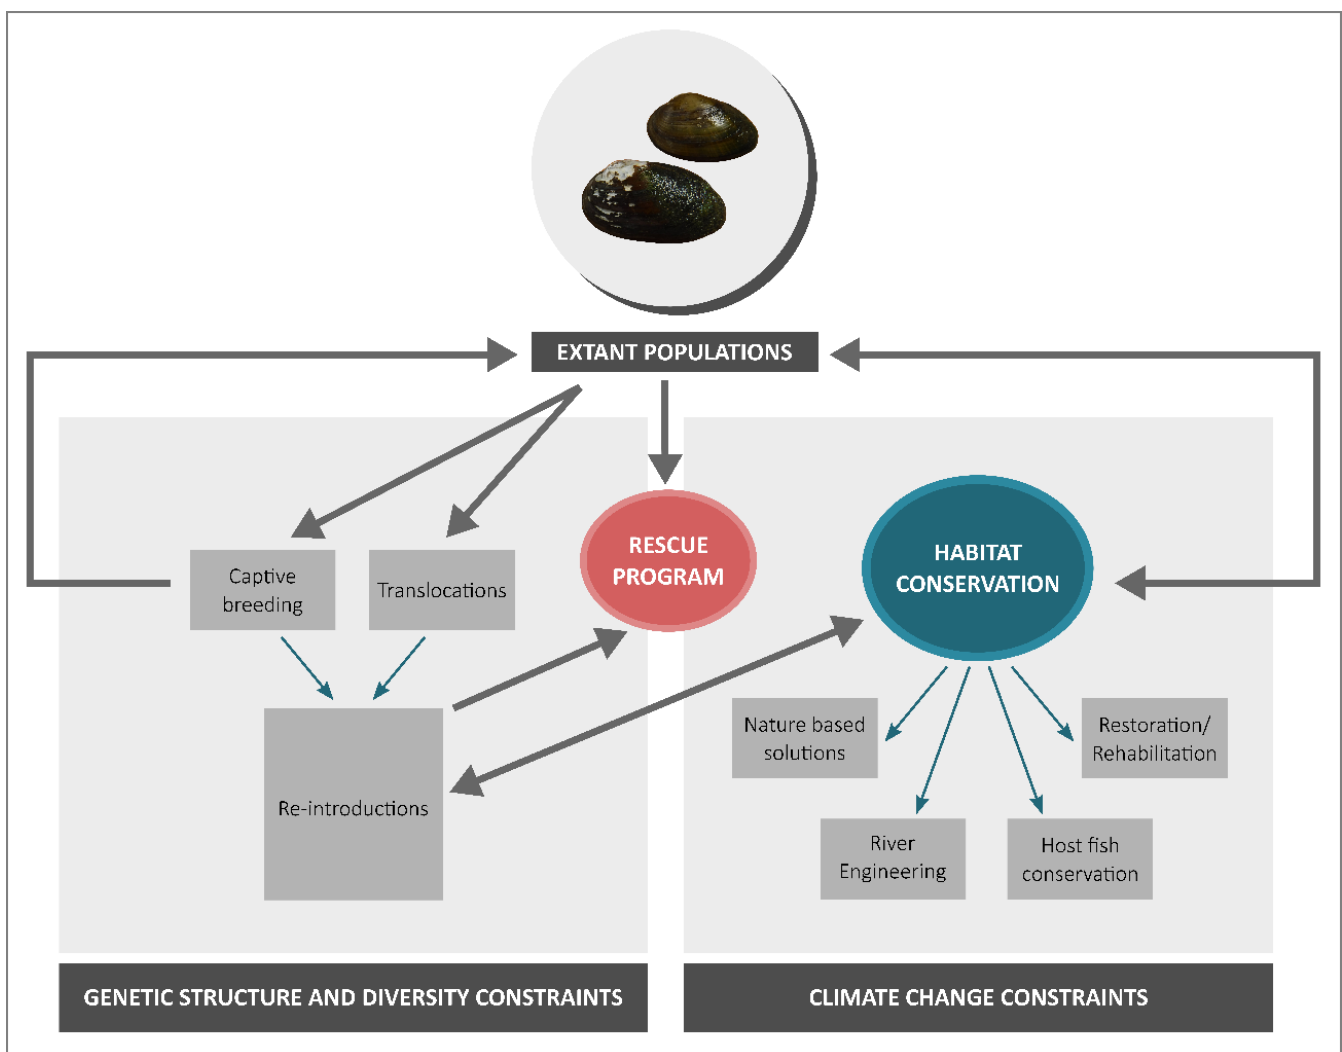 EXTANT POPULATIONS
RESCUE
PROGRAM
HABITAT
CONSERVATION
Captive
breeding
Translocations
Re-introductions
Nature based
solutions
Restoration/
Rehabilitation
River
Engineering
Host fish
conservation
GENETIC STRUCTURE AND DIVERSITY CONSTRAINTS
CLIMATE CHANGE CONSTRAINTS